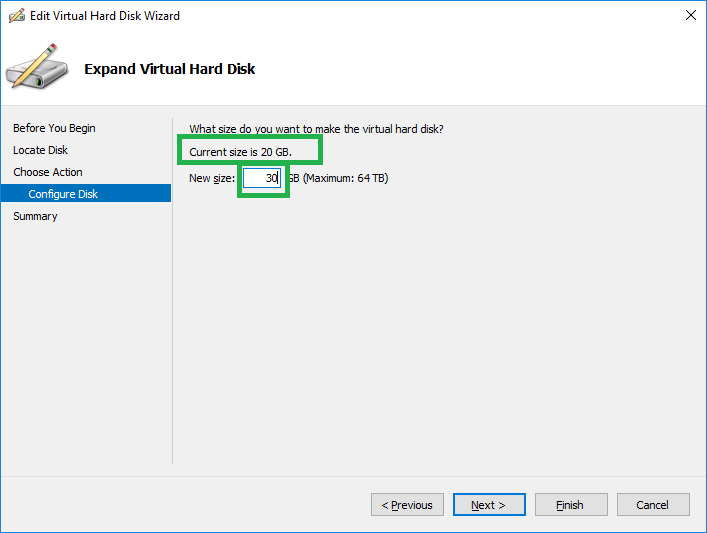 Edit Virtual Hard Disk Wizard
Expand Virtual Hard Disk
Before You Begin
Locate Disk
Choose Action
Configure Disk
Summary
What size do you want to make the virtual hard disk?
Current size is 20 GB.
New size: 30 GB (Maximum: 64 TB)
< Previous
Next >
Finish
Cancel